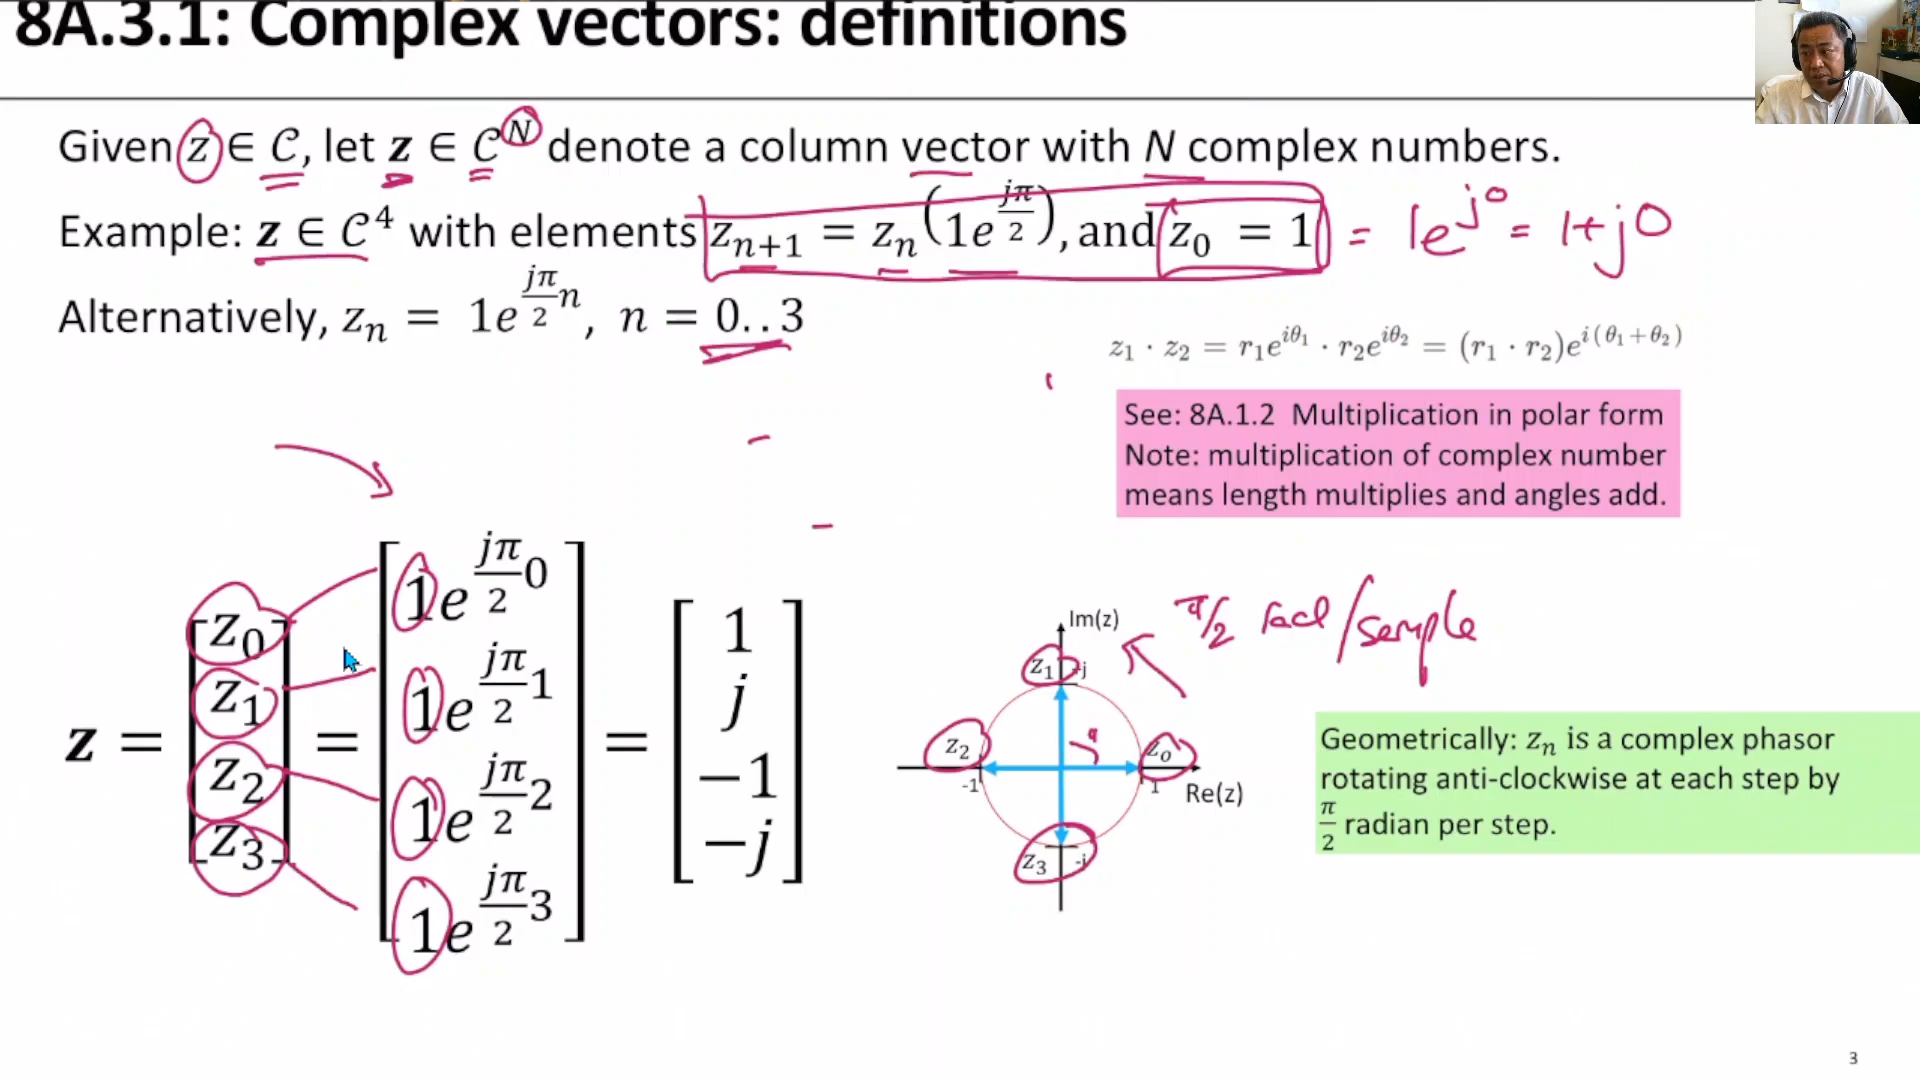 8A.3.1: Complex vectors: definitions
Given z ∈ 𝒞, let 𝒛 ∈ 𝒞^N denote a column vector with N complex numbers.
Example: 𝒛 ∈ 𝒞^4 with elements z_{n+1} = z_n(1e^{jπ/2}), and z_0 = 1 = 1e^{j0} = 1+j0
Alternatively, z_n = 1e^{\frac{jπ}{2}n}, n = 0..3
z_1 · z_2 = r_1e^{iθ_1} · r_2e^{iθ_2} = (r_1 · r_2)e^{i(θ_1+θ_2)}
See: 8A.1.2 Multiplication in polar form
Note: multiplication of complex number
means length multiplies and angles add.
𝒛 = [z_0 z_1 z_2 z_3] = [1e^{\frac{jπ}{2}0} 1e^{\frac{jπ}{2}1} 1e^{\frac{jπ}{2}2} 1e^{\frac{jπ}{2}3}] = [1 j −1 −j]
Im(z)
π/2 rad/sample
z_1 j
z_2 z_0
-1 1 Re(z)
z_3 -j
Geometrically: z_n is a complex phasor
rotating anti-clockwise at each step by
π/2 radian per step.
3